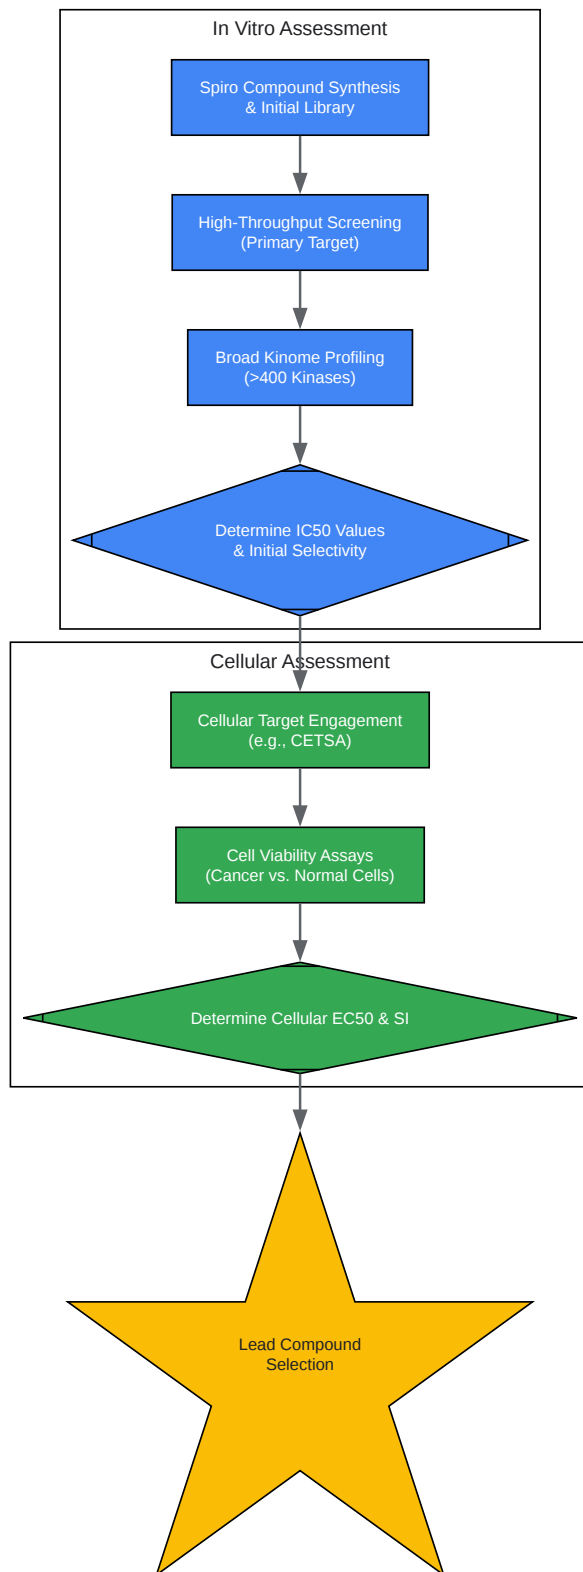 In Vitro Assessment
Spiro Compound Synthesis
& Initial Library
High-Throughput Screening
(Primary Target)
Broad Kinome Profiling
(>400 Kinases)
Determine IC50 Values
& Initial Selectivity
Cellular Assessment
Cellular Target Engagement
(e.g., CETSA)
Cell Viability Assays
(Cancer vs. Normal Cells)
Determine Cellular EC50 & SI
Lead Compound
Selection